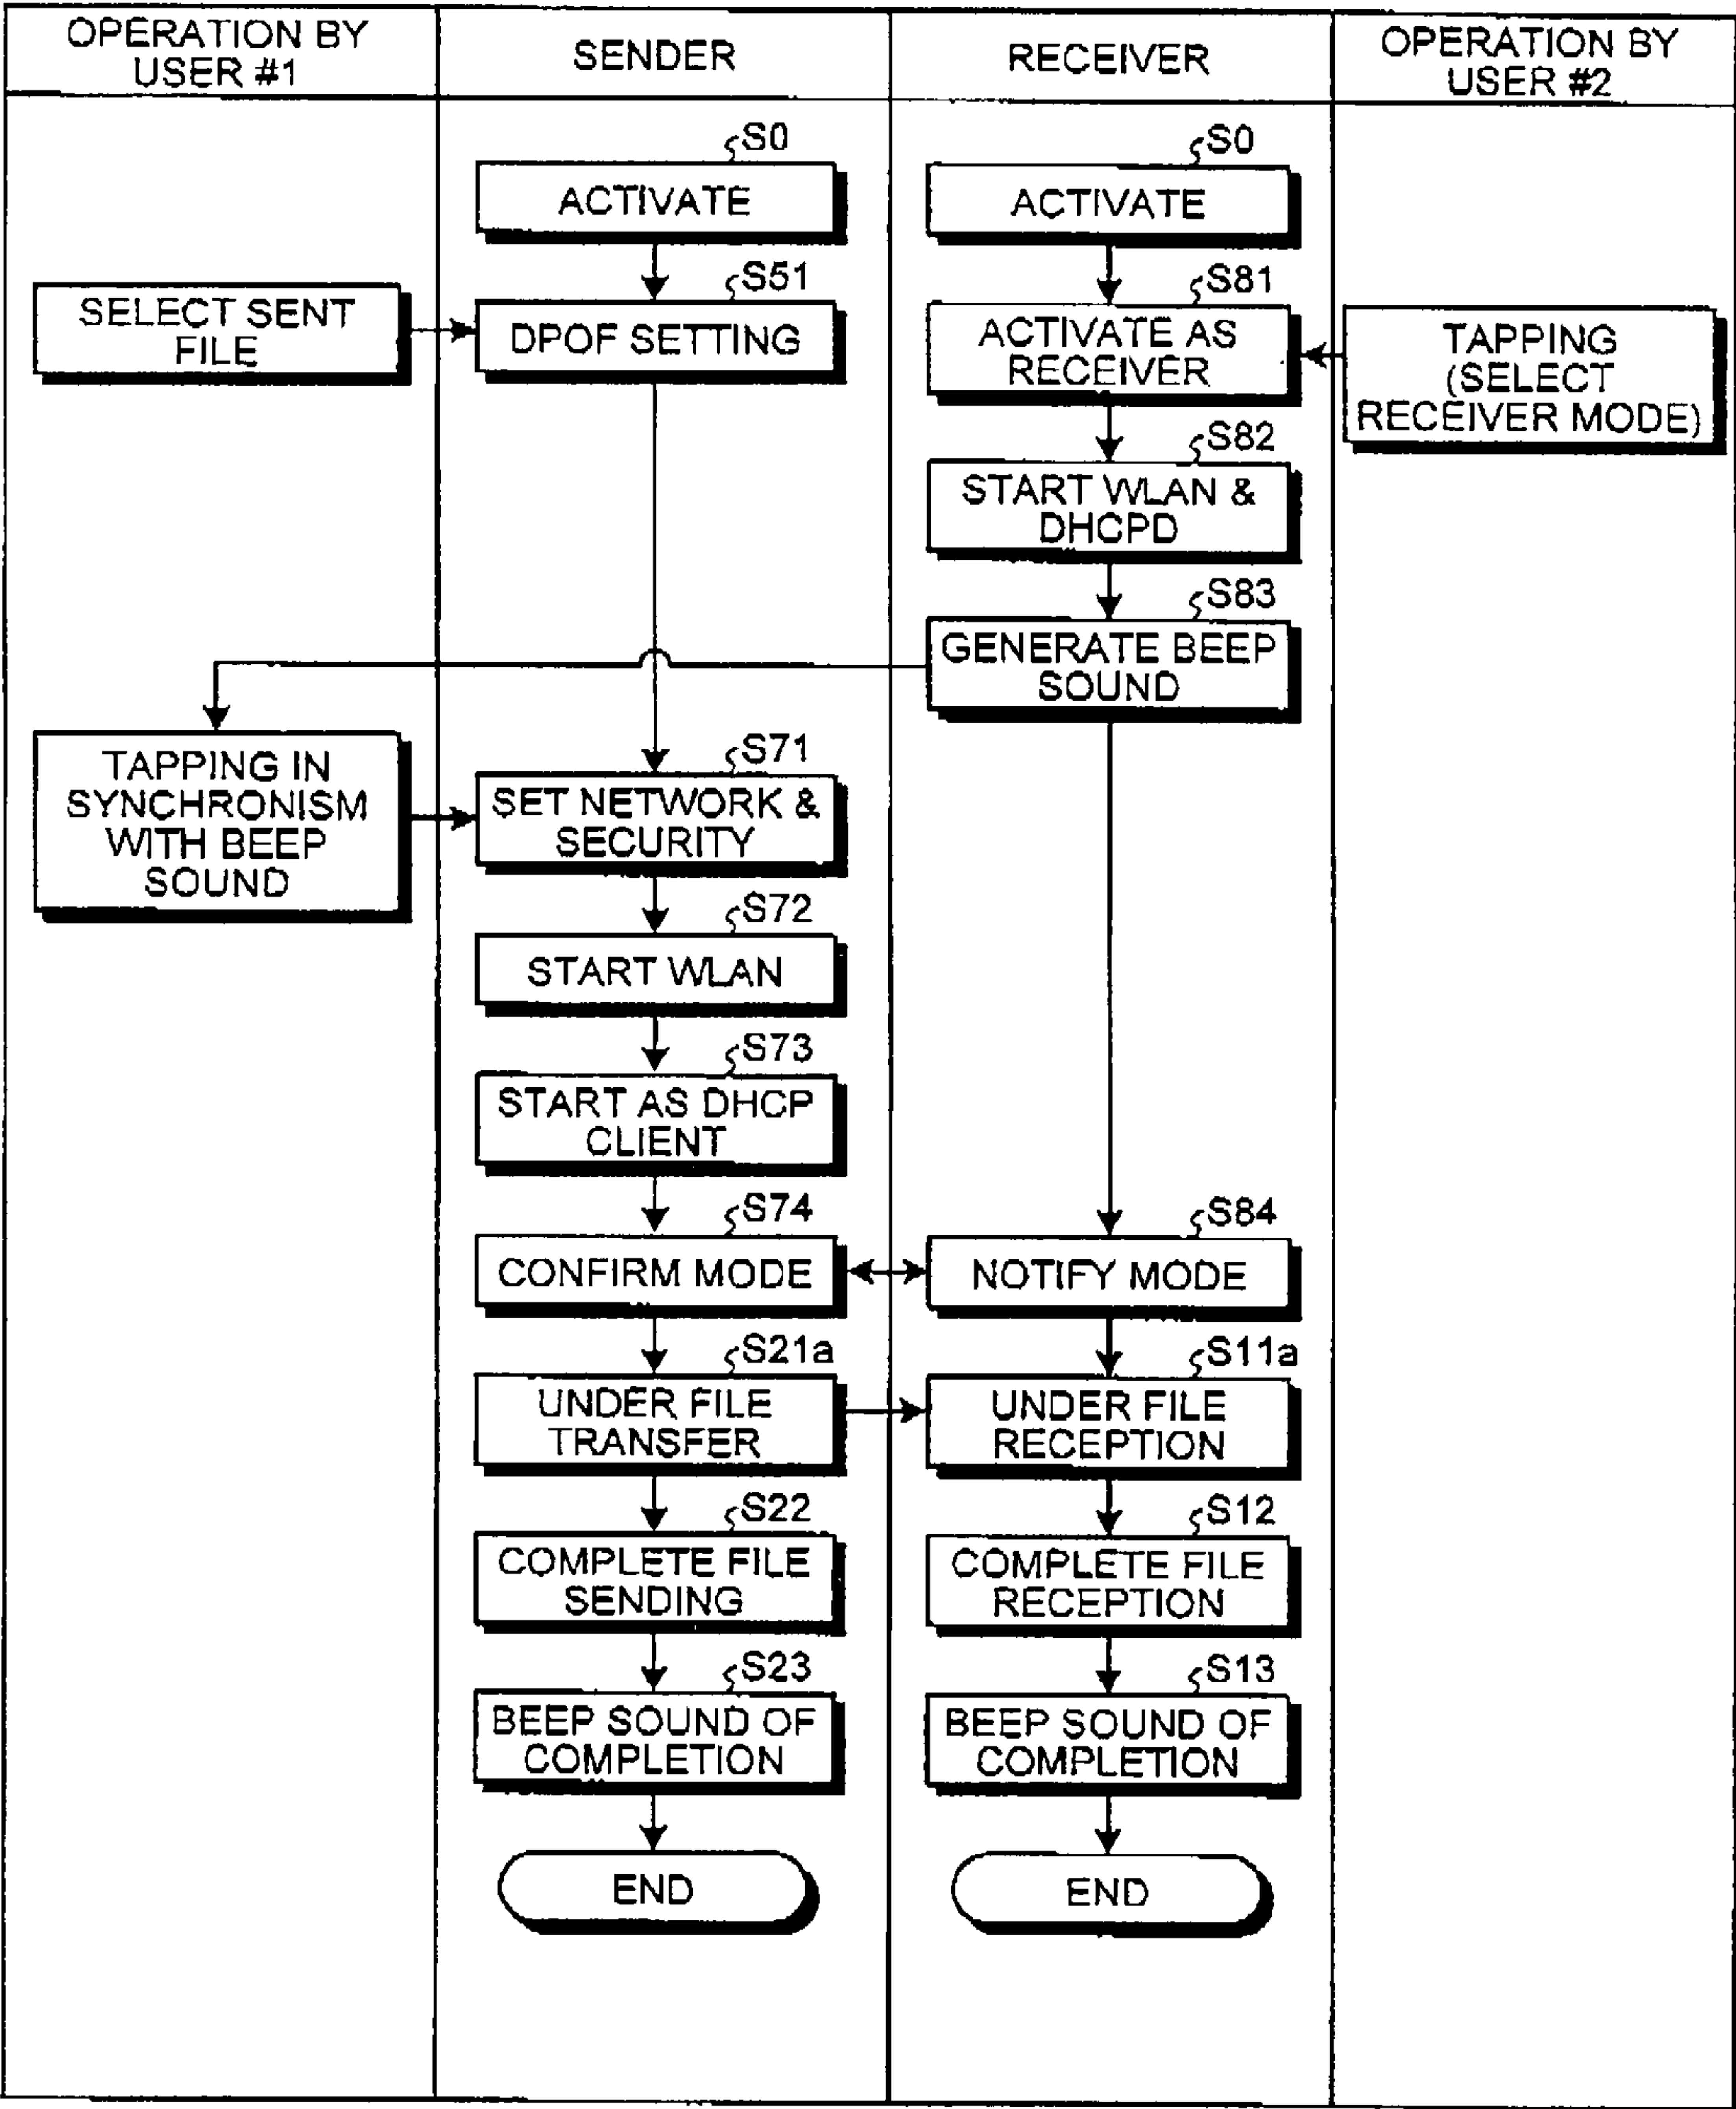 OPERATION BY
USER #1
SENDER
RECEIVER
OPERATION BY
USER #2
S0
ACTIVATE
S0
ACTIVATE
SELECT SENT
FILE
S51
DPOF SETTING
S81
ACTIVATE AS
RECEIVER
TAPPING
(SELECT
RECEIVER MODE)
S82
START WLAN &
DHCPD
S83
GENERATE BEEP
SOUND
TAPPING IN
SYNCHRONISM
WITH BEEP
SOUND
S71
SET NETWORK &
SECURITY
S72
START WLAN
S73
START AS DHCP
CLIENT
S74
CONFIRM MODE
S84
NOTIFY MODE
S21a
UNDER FILE
TRANSFER
S11a
UNDER FILE
RECEPTION
S22
COMPLETE FILE
SENDING
S12
COMPLETE FILE
RECEPTION
S23
BEEP SOUND OF
COMPLETION
S13
BEEP SOUND OF
COMPLETION
END
END